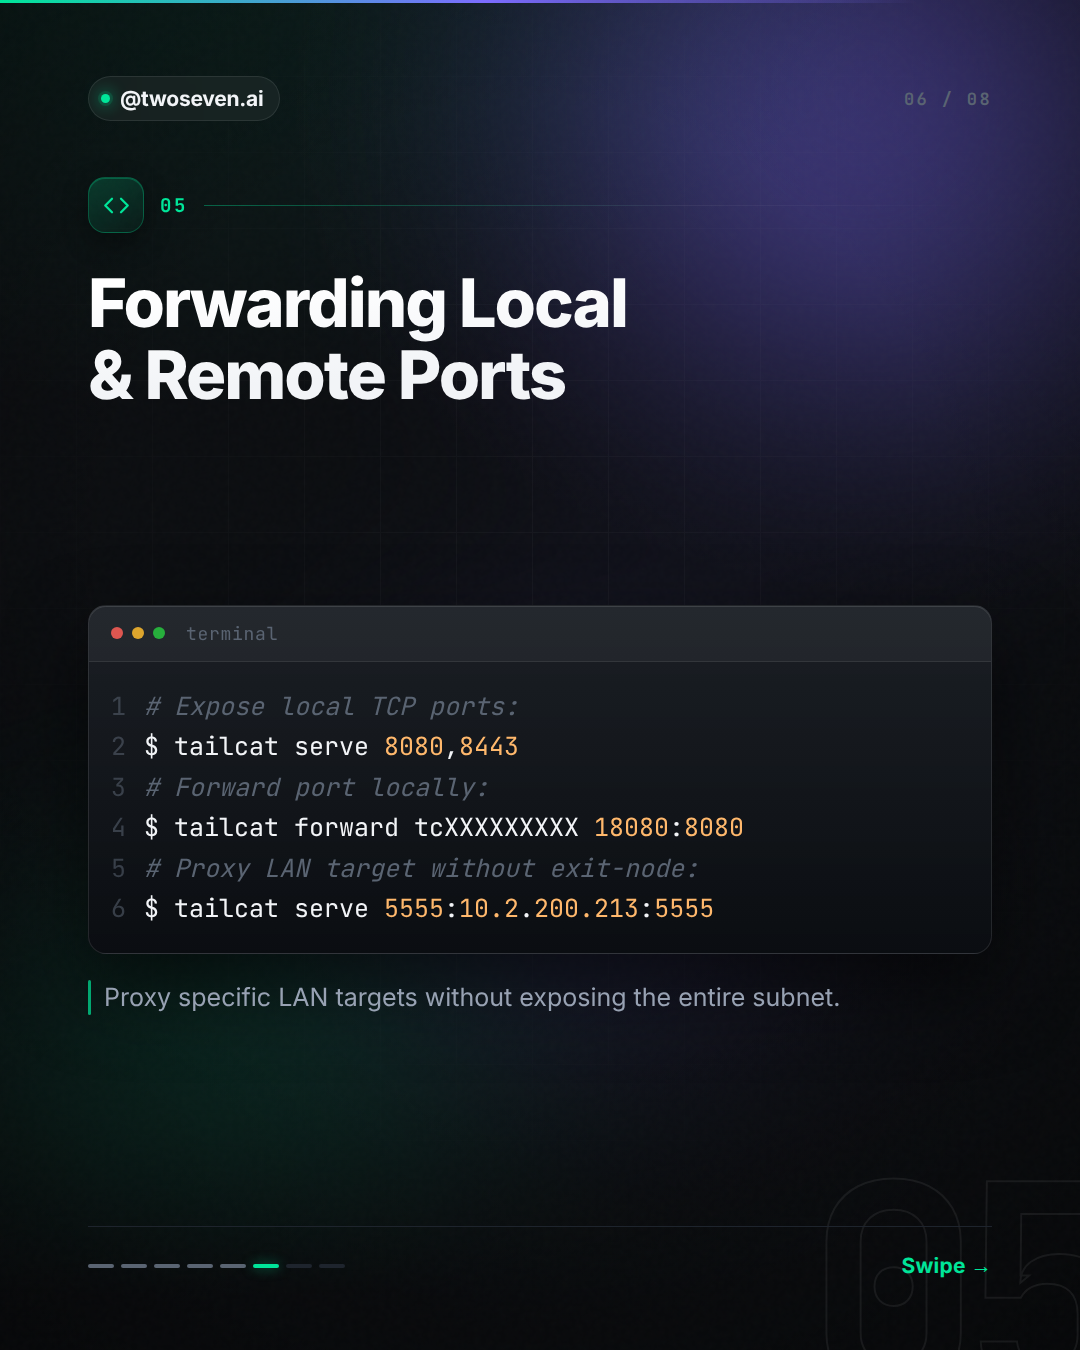 @twoseven.ai
06 / 08
05
Forwarding Local
& Remote Ports
terminal
1 # Expose local TCP ports:
2 $ tailcat serve 8080,8443
3 # Forward port locally:
4 $ tailcat forward tcXXXXXXXXX 18080:8080
5 # Proxy LAN target without exit-node:
6 $ tailcat serve 5555:10.2.200.213:5555
Proxy specific LAN targets without exposing the entire subnet.
Swipe →
05